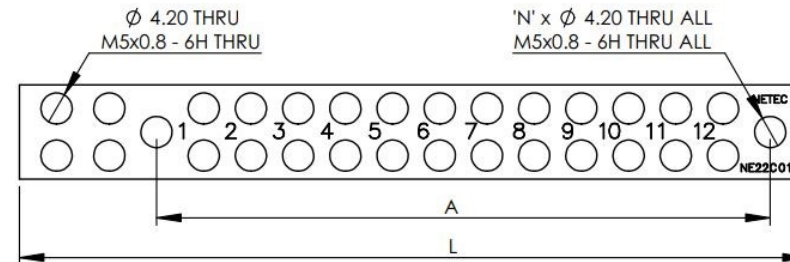 Ø 4.20 THRU
M5x0.8 - 6H THRU
'N' x Ø 4.20 THRU ALL
M5x0.8 - 6H THRU ALL
NETEC
1 2 3 4 5 6 7 8 9 10 11 12
NE22C01
A
L